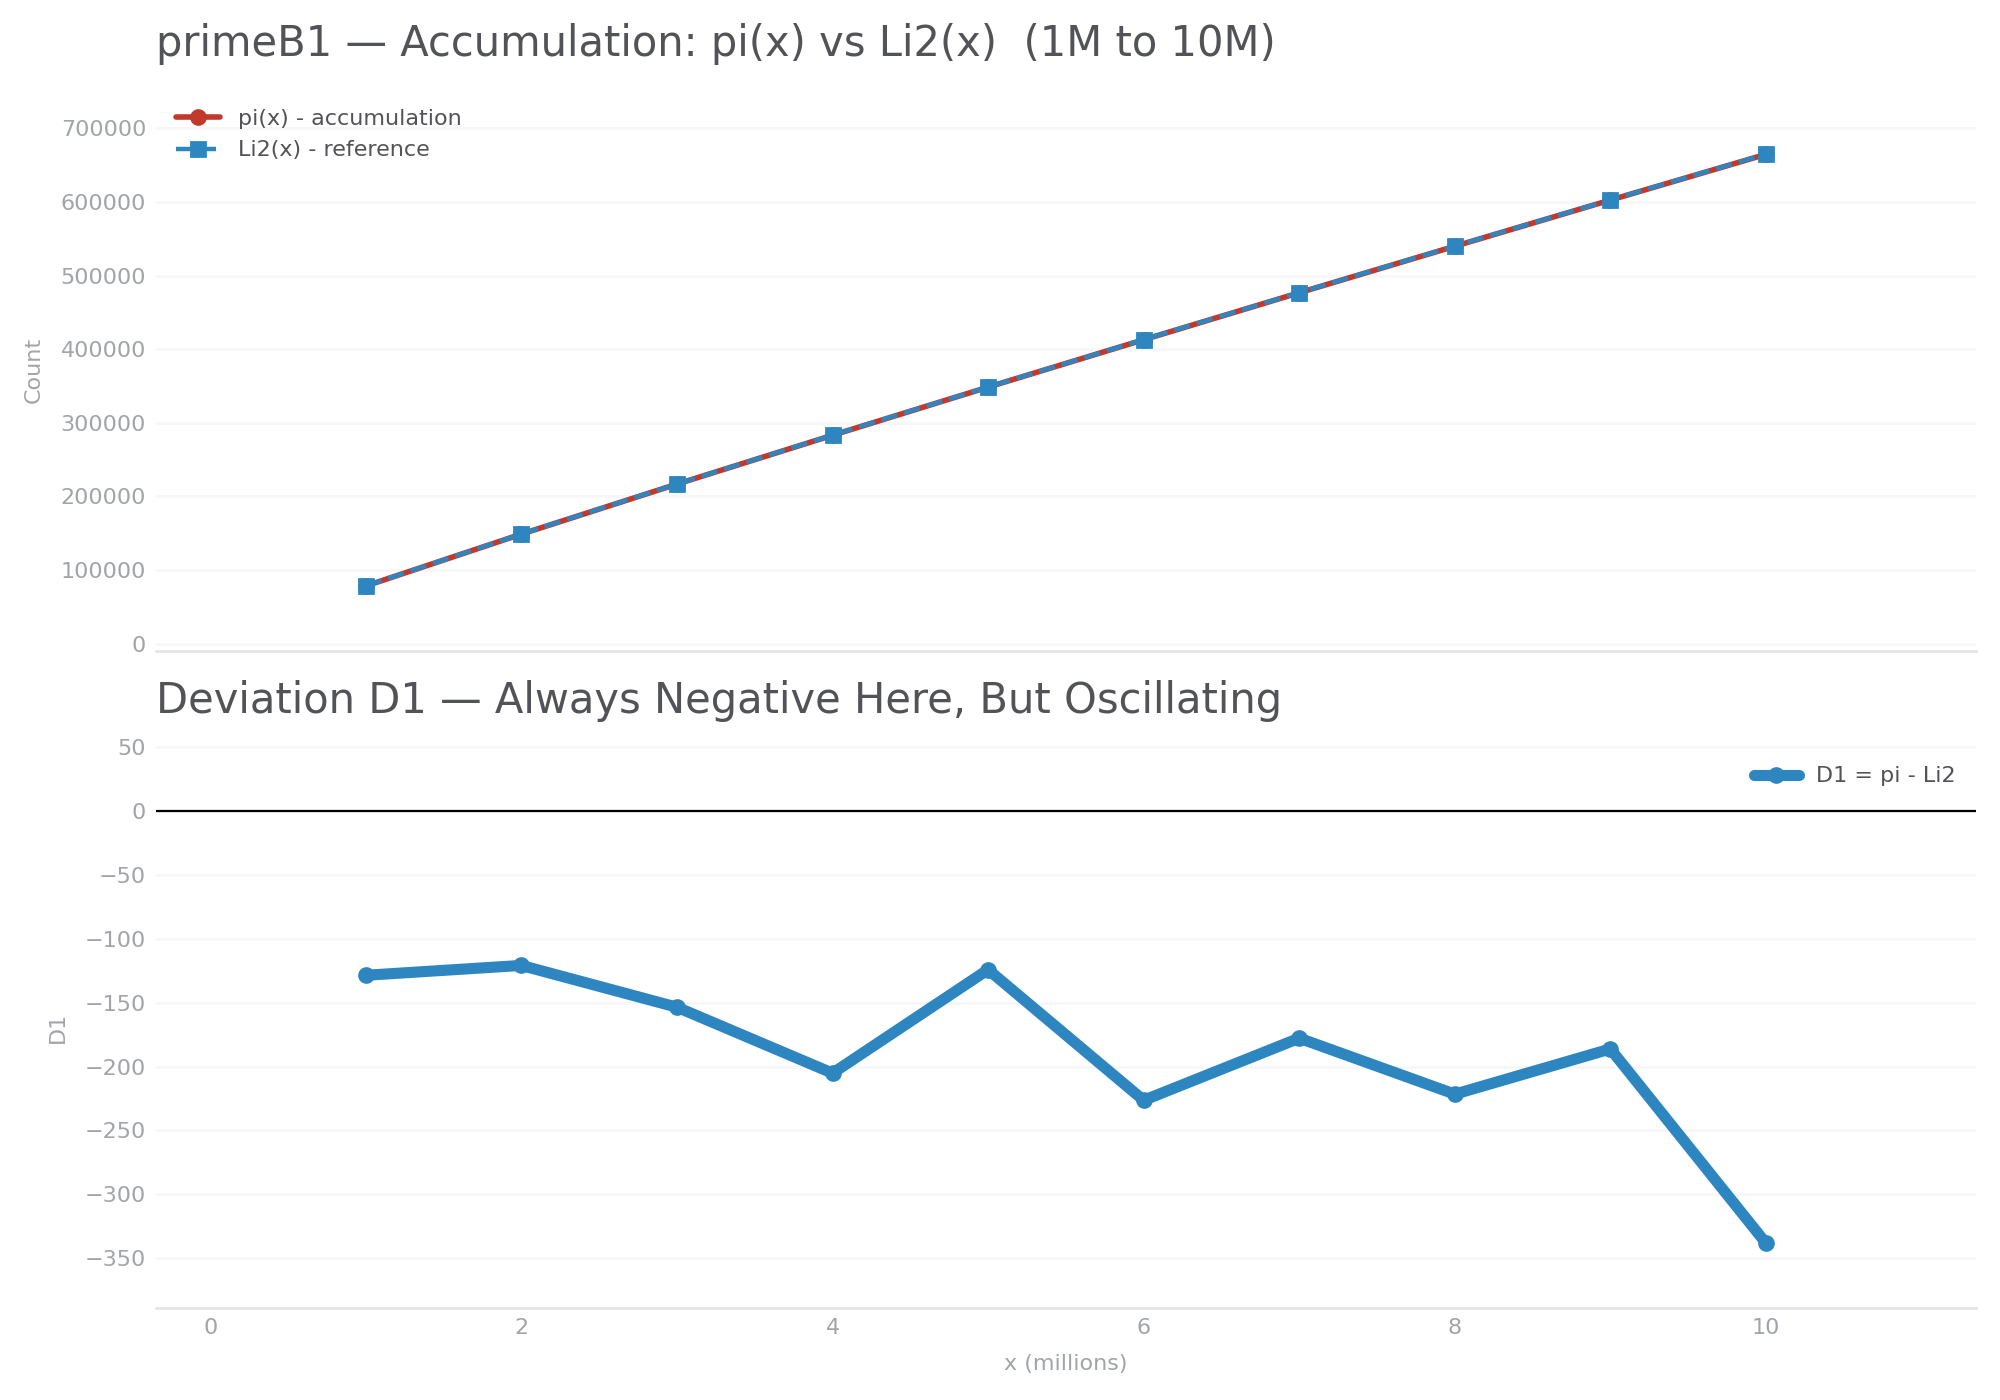 primeB1 — Accumulation: pi(x) vs Li2(x)  (1M to 10M)
pi(x) - accumulation
Li2(x) - reference
700000
600000
500000
400000
300000
200000
100000
0
Count
Deviation D1 — Always Negative Here, But Oscillating
D1 = pi - Li2
50
0
−50
−100
−150
−200
−250
−300
−350
D1
0 2 4 6 8 10
x (millions)